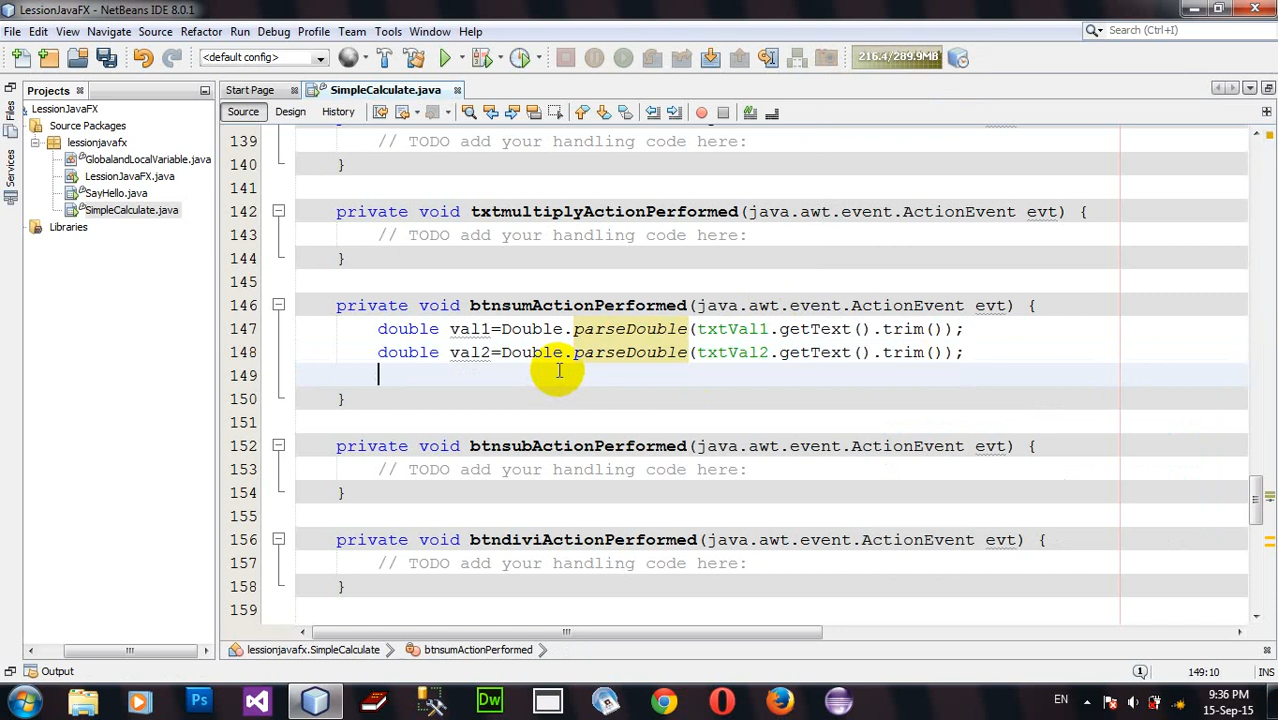 LessionJavaFX - NetBeans IDE 8.0.1
File Edit View Navigate Source Refactor Run Debug Profile Team Tools Window Help
Search (Ctrl+I)
<default config>
216.4/289.9MB
Projects
Start Page
SimpleCalculate.java
Files
Services
LessionJavaFX
Source Packages
lessionjavafx
GlobalandLocalVariable.java
LessionJavaFX.java
SayHello.java
SimpleCalculate.java
Libraries
Source Design History
139 // TODO add your handling code here:
140 }
141
142 private void txtmultiplyActionPerformed(java.awt.event.ActionEvent evt) {
143 // TODO add your handling code here:
144 }
145
146 private void btnsumActionPerformed(java.awt.event.ActionEvent evt) {
147 double val1=Double.parseDouble(txtVal1.getText().trim());
148 double val2=Double.parseDouble(txtVal2.getText().trim());
149
150 }
151
152 private void btnsubActionPerformed(java.awt.event.ActionEvent evt) {
153 // TODO add your handling code here:
154 }
155
156 private void btndiviActionPerformed(java.awt.event.ActionEvent evt) {
157 // TODO add your handling code here:
158 }
159
lessionjavafx.SimpleCalculate btnsumActionPerformed
Output
1
149:10
INS
Ps
Dw
EN
9:36 PM
15-Sep-15